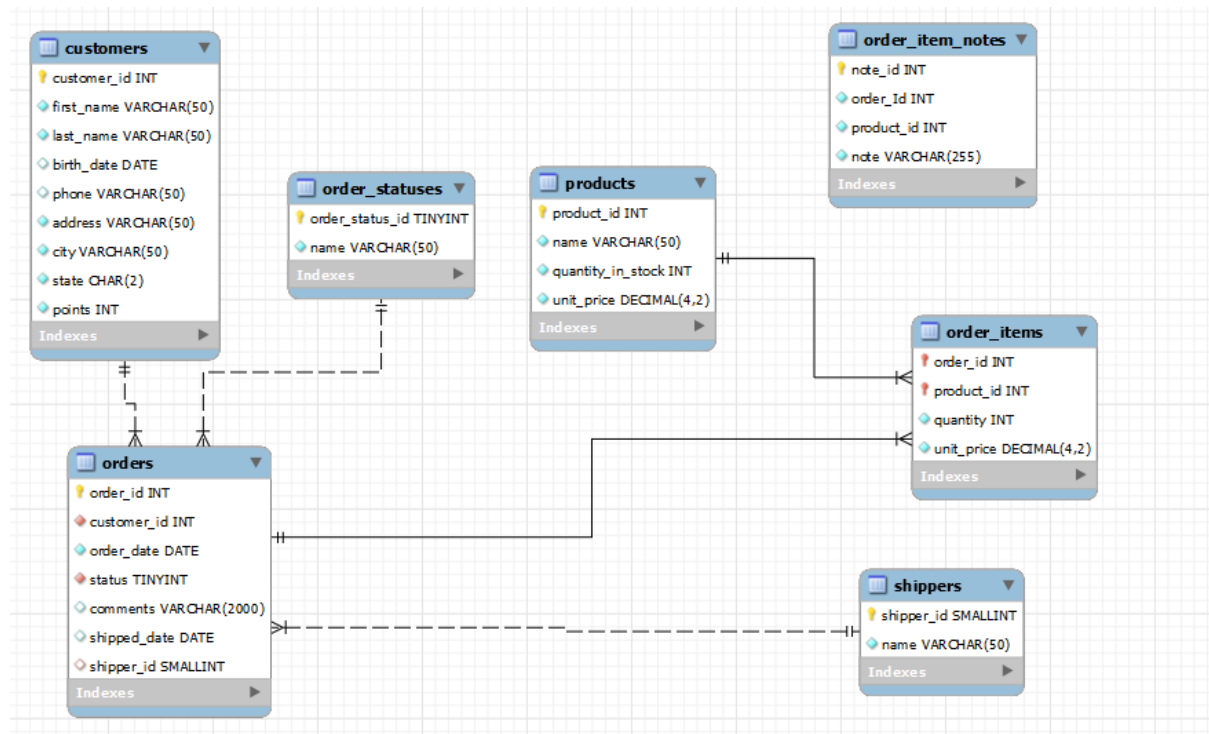 customers
customer_id INT
first_name VARCHAR(50)
last_name VARCHAR(50)
birth_date DATE
phone VARCHAR(50)
address VARCHAR(50)
city VARCHAR(50)
state CHAR(2)
points INT
Indexes
order_statuses
order_status_id TINYINT
name VARCHAR(50)
Indexes
products
product_id INT
name VARCHAR(50)
quantity_in_stock INT
unit_price DECIMAL(4,2)
Indexes
order_item_notes
note_id INT
order_Id INT
product_id INT
note VARCHAR(255)
Indexes
order_items
order_id INT
product_id INT
quantity INT
unit_price DECIMAL(4,2)
Indexes
orders
order_id INT
customer_id INT
order_date DATE
status TINYINT
comments VARCHAR(2000)
shipped_date DATE
shipper_id SMALLINT
Indexes
shippers
shipper_id SMALLINT
name VARCHAR(50)
Indexes